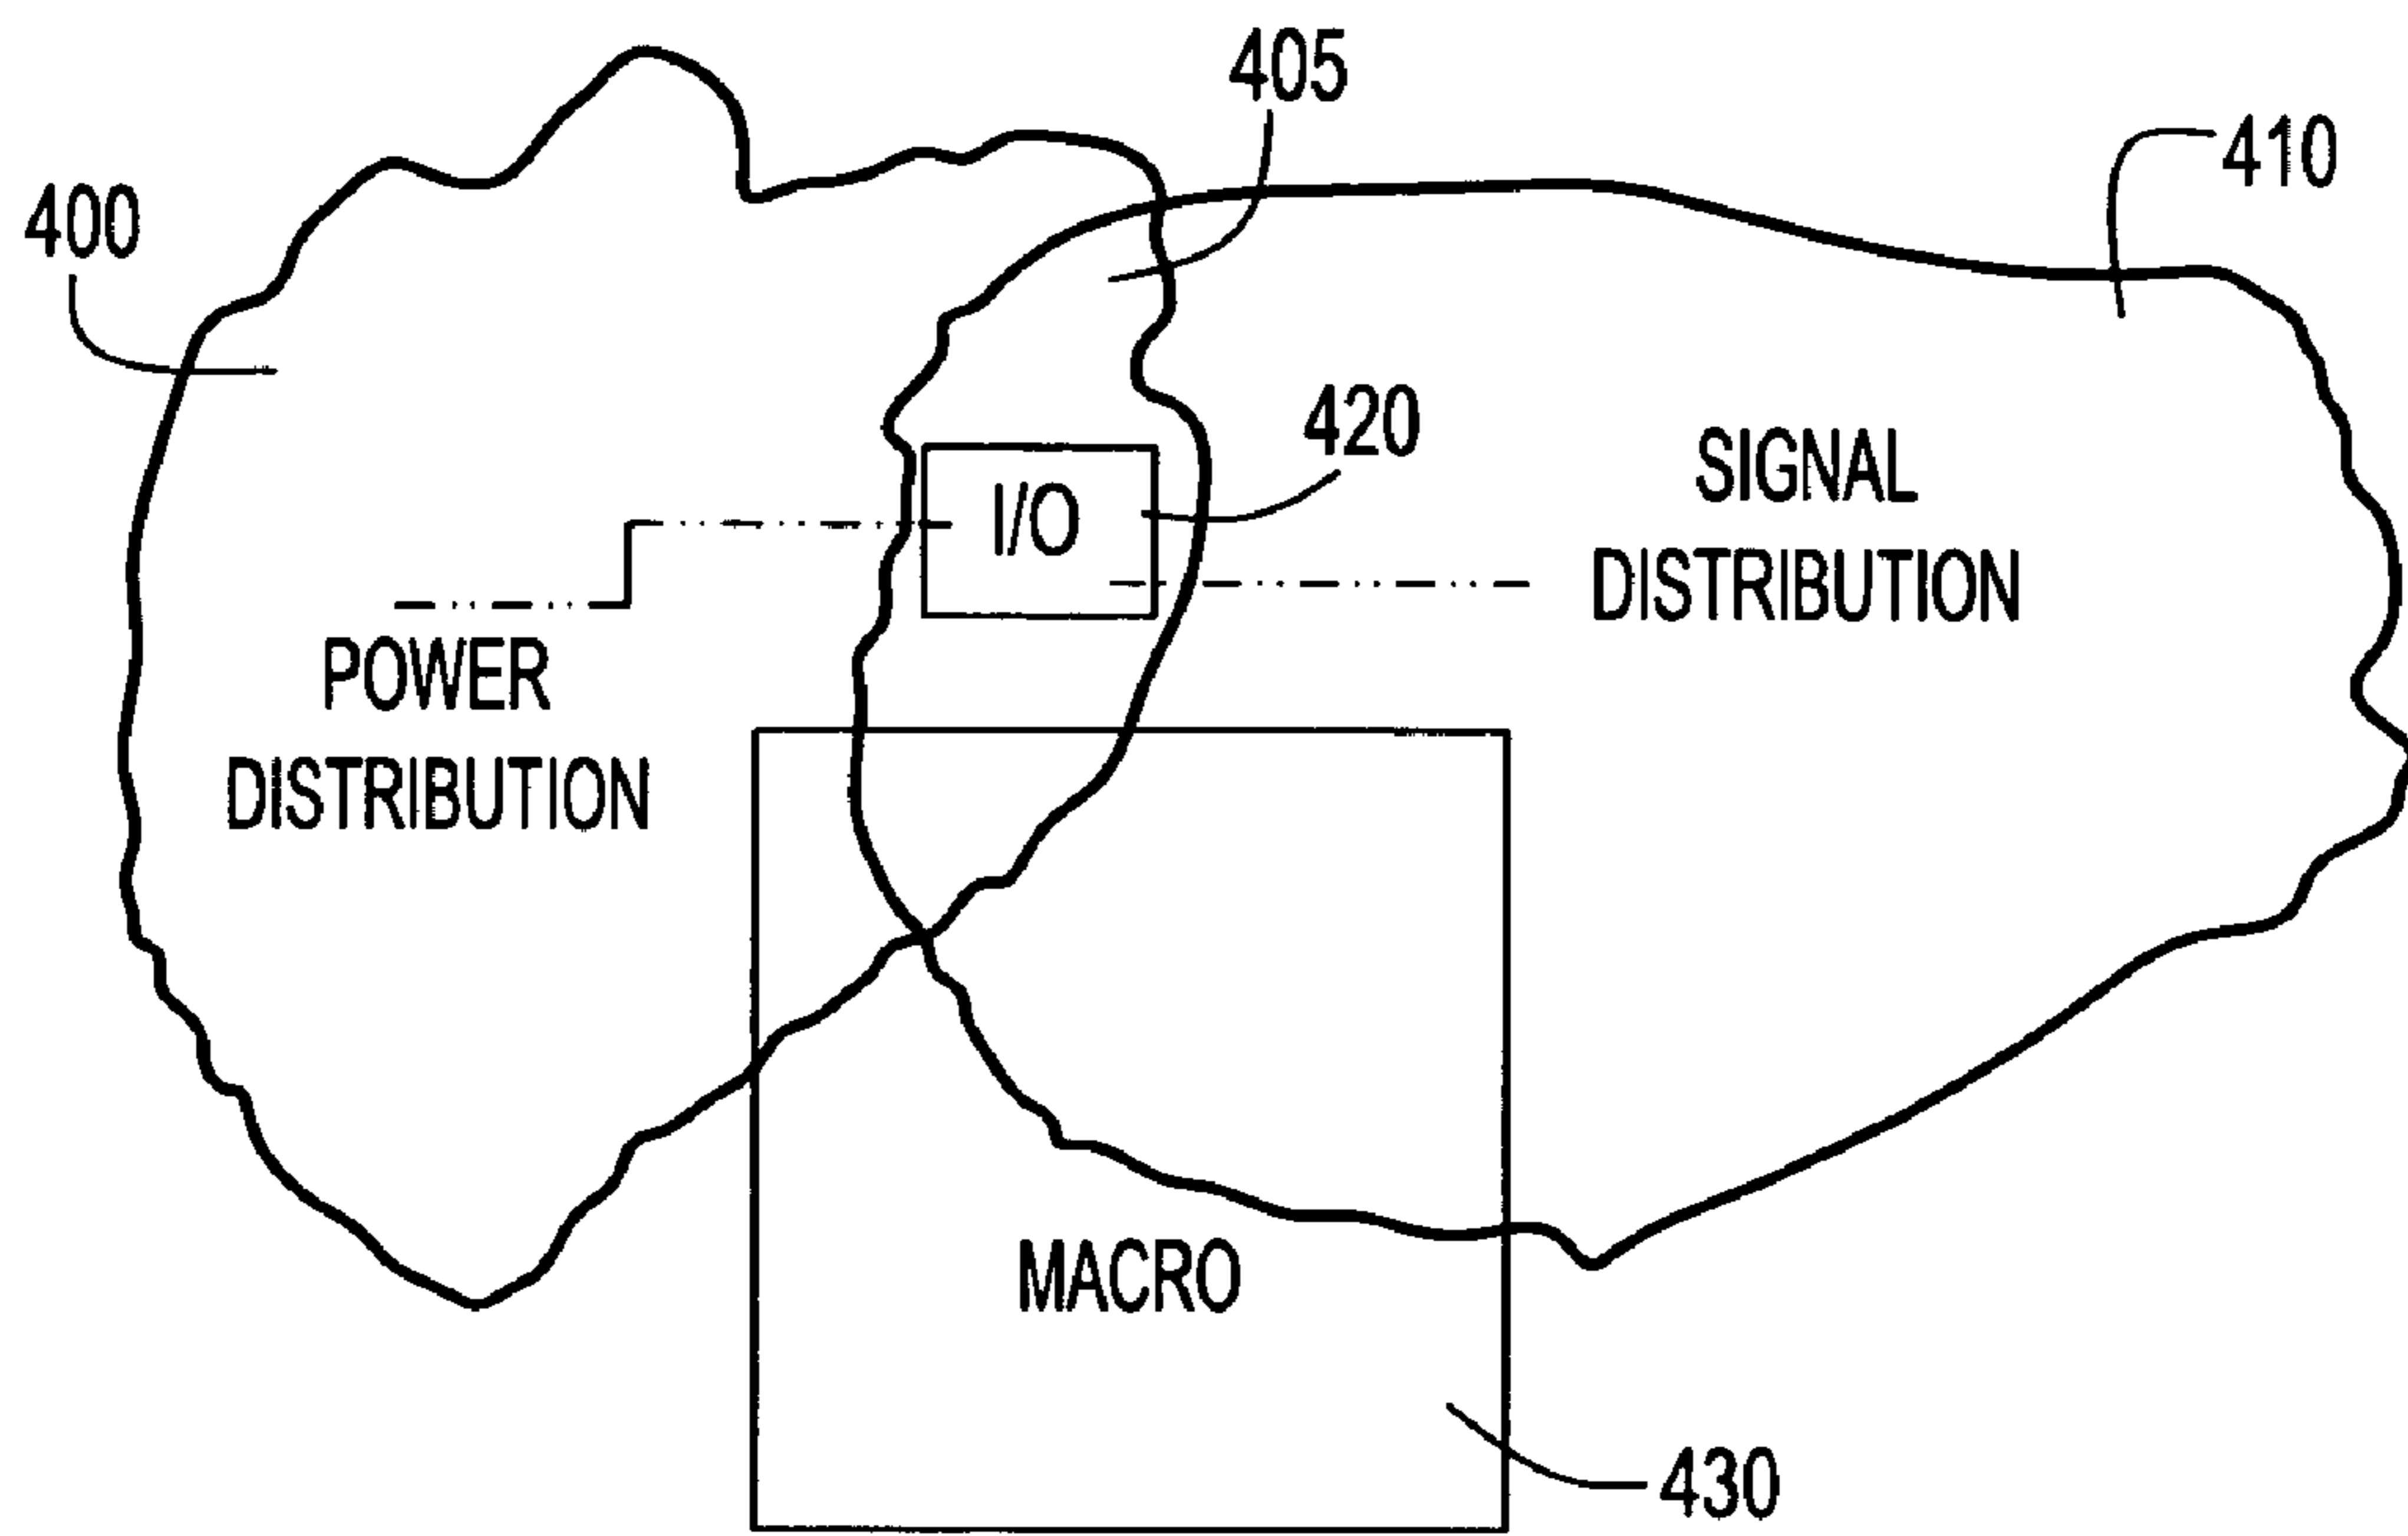 405
410
400
420
I/O
SIGNAL
DISTRIBUTION
POWER
DISTRIBUTION
MACRO
430